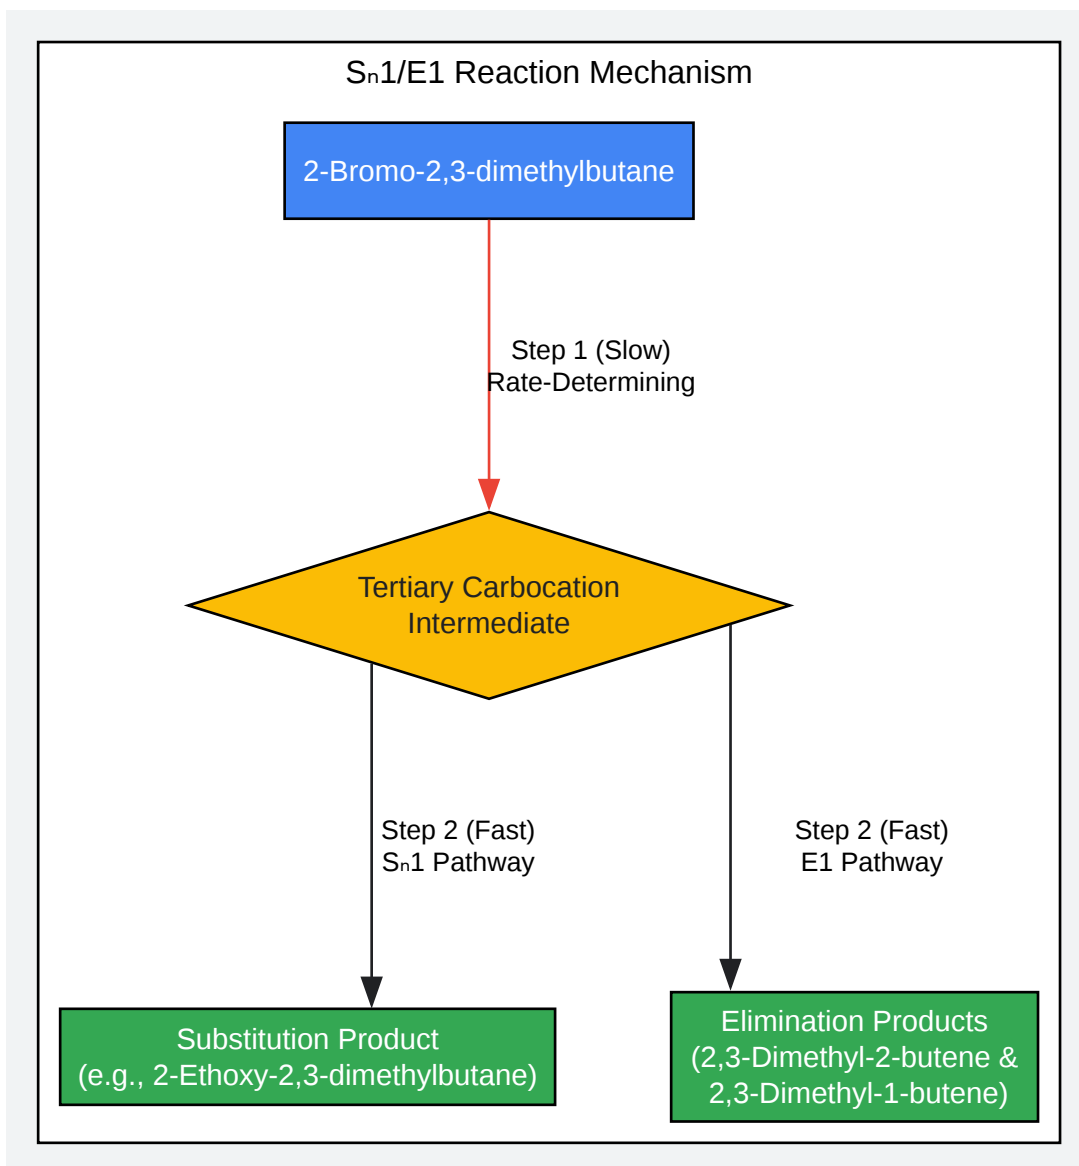 Sₙ1/E1 Reaction Mechanism
2-Bromo-2,3-dimethylbutane
Step 1 (Slow)
Rate-Determining
Tertiary Carbocation
Intermediate
Step 2 (Fast)
Sₙ1 Pathway
Step 2 (Fast)
E1 Pathway
Substitution Product
(e.g., 2-Ethoxy-2,3-dimethylbutane)
Elimination Products
(2,3-Dimethyl-2-butene &
2,3-Dimethyl-1-butene)